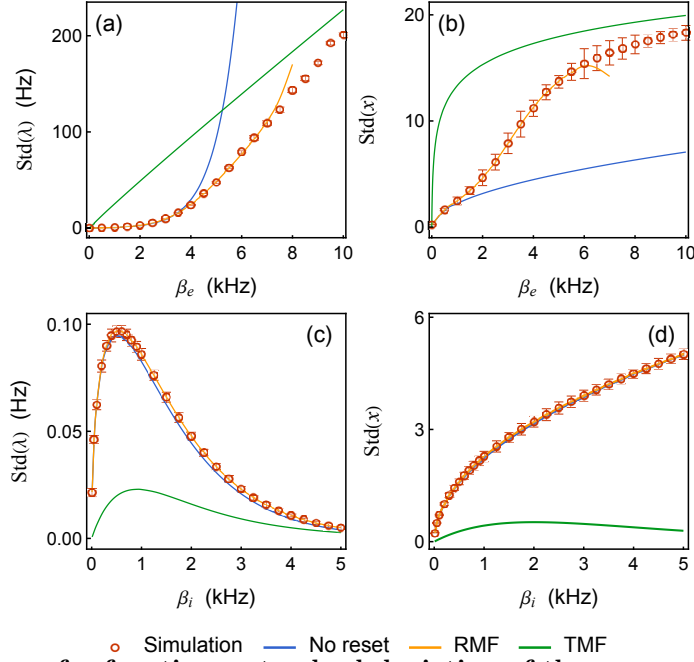 (a)
Std(λ) (Hz)
200
100
0
0 2 4 6 8 10
βe (kHz)
(b)
Std(x)
20
10
0
0 2 4 6 8 10
βe (kHz)
(c)
Std(λ) (Hz)
0.10
0.05
0.00
0 1 2 3 4 5
βi (kHz)
(d)
Std(x)
6
3
0
0 1 2 3 4 5
βi (kHz)
Simulation No reset RMF TMF